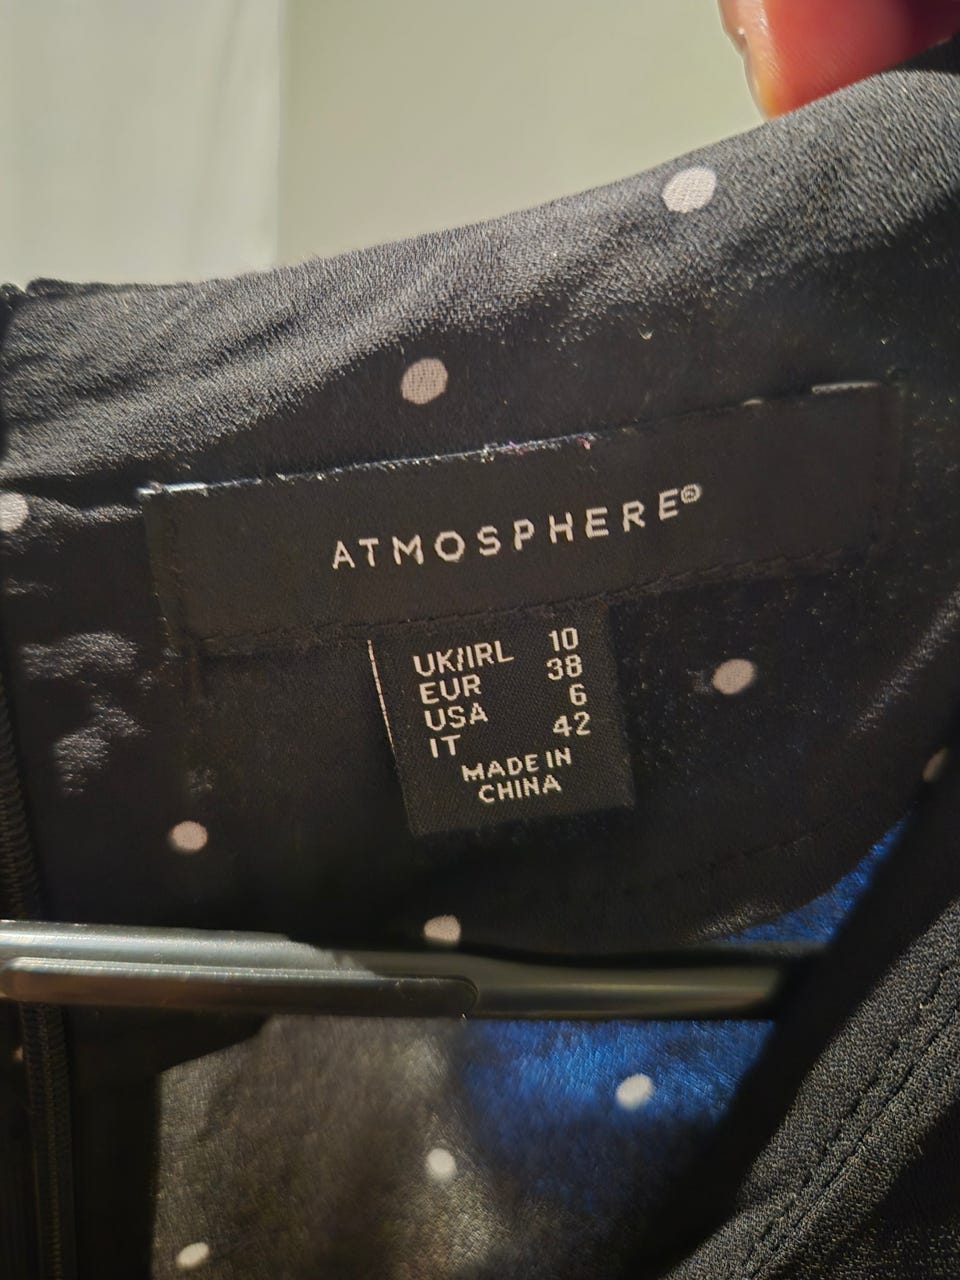 ATMOSPHERE®
UK/IRL 10
EUR 38
USA 6
IT 42
MADE IN
CHINA